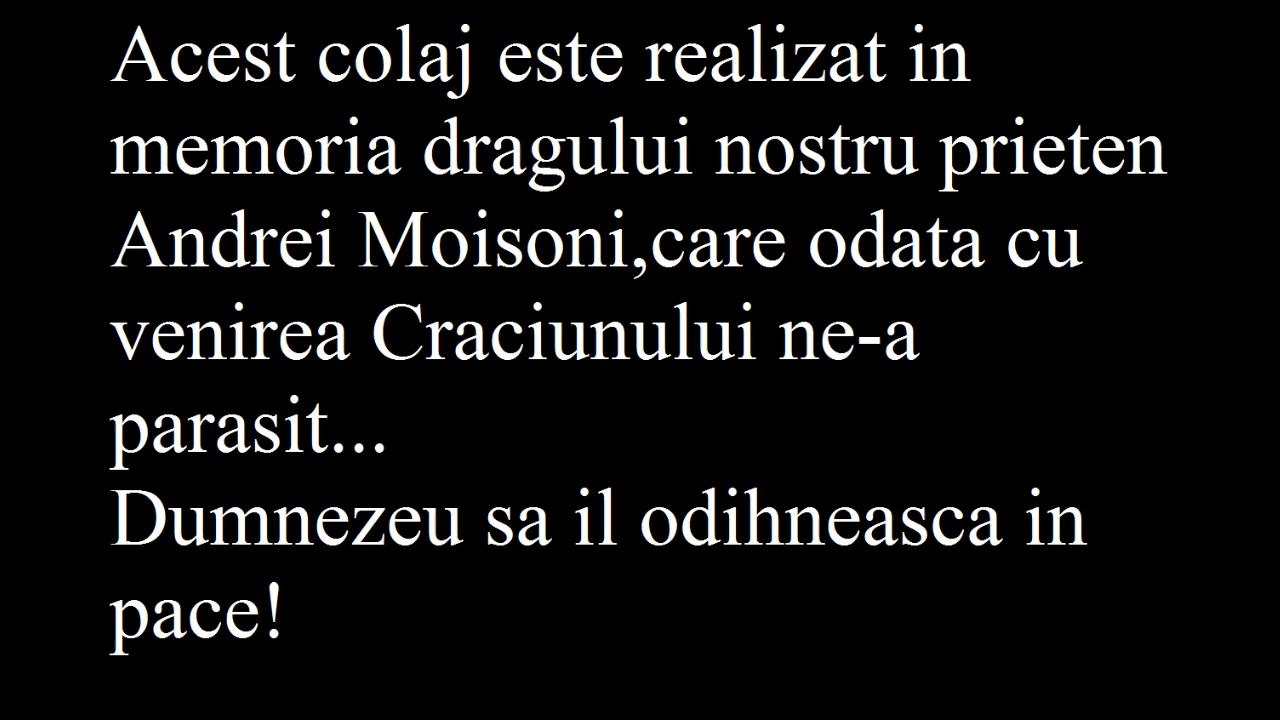 Acest colaj este realizat in
memoria dragului nostru prieten
Andrei Moisoni,care odata cu
venirea Craciunului ne-a
parasit...
Dumnezeu sa il odihneasca in
pace!